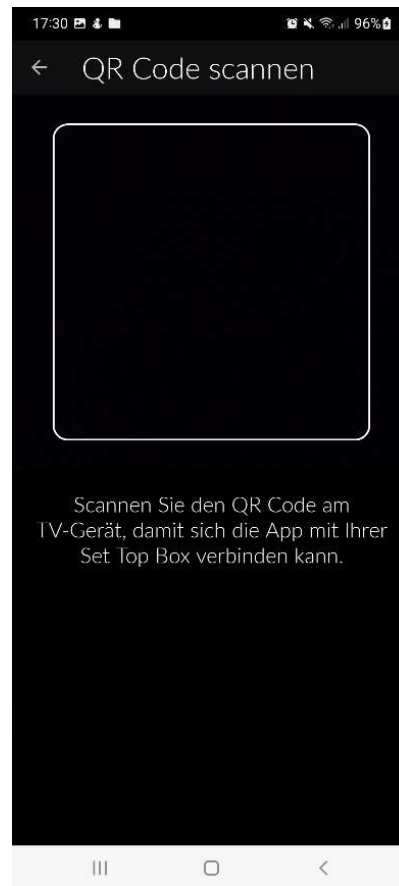 17:30 96%
QR Code scannen
Scannen Sie den QR Code am
TV-Gerät, damit sich die App mit Ihrer
Set Top Box verbinden kann.